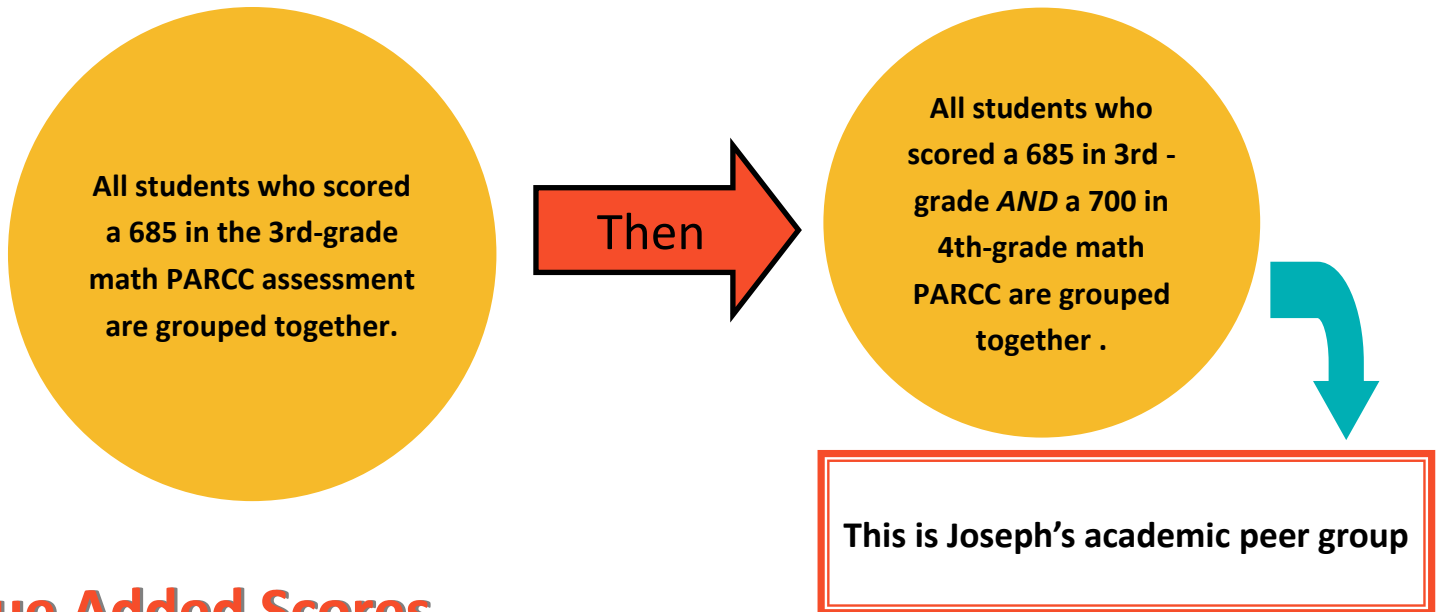 All students who scored
a 685 in the 3rd-grade
math PARCC assessment
are grouped together.
Then
All students who
scored a 685 in 3rd -
grade AND a 700 in
4th-grade math
PARCC are grouped
together .
This is Joseph’s academic peer group
Added Scores